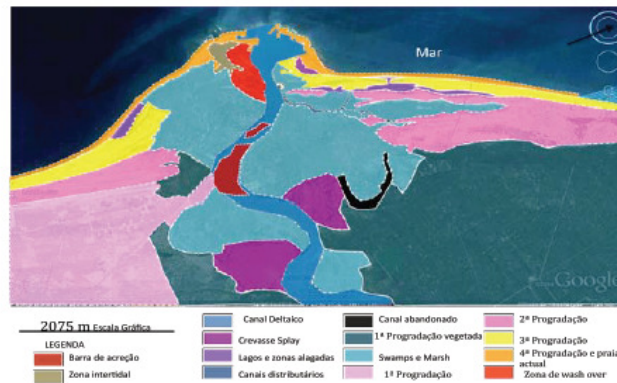 Mar
Google
2075 m Escala Gráfica
LEGENDA
Barra de acreção
Zona intertidal
Canal Deltaico
Crevasse Splay
Lagos e zonas alagadas
Canais distributários
Canal abandonado
1ª Progradação vegetada
Swamps e Marsh
1ª Progradação
2ª Progradação
3ª Progradação
4ª Progradação e praia
actual
Zona de wash over